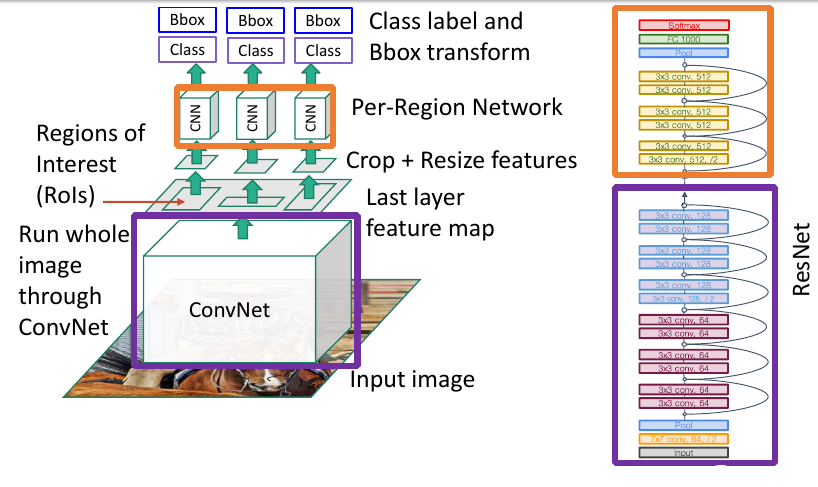 Bbox
Bbox
Bbox
Class
Class
Class
Class label and
Bbox transform
CNN
CNN
CNN
Per-Region Network
Crop + Resize features
Regions of
Interest
(RoIs)
Last layer
feature map
Run whole
image
through
ConvNet
ConvNet
Input image
Softmax
FC 1000
Pool
3x3 conv, 512
3x3 conv, 512
3x3 conv, 512
3x3 conv, 512
3x3 conv, 512
3x3 conv, 512, /2
3x3 conv, 128
3x3 conv, 128
3x3 conv, 128
3x3 conv, 128
3x3 conv, 128
3x3 conv, 128, / 2
3x3 conv, 64
3x3 conv, 64
3x3 conv, 64
3x3 conv, 64
3x3 conv, 64
3x3 conv, 64
Pool
7x7 conv, 64, / 2
Input
ResNet